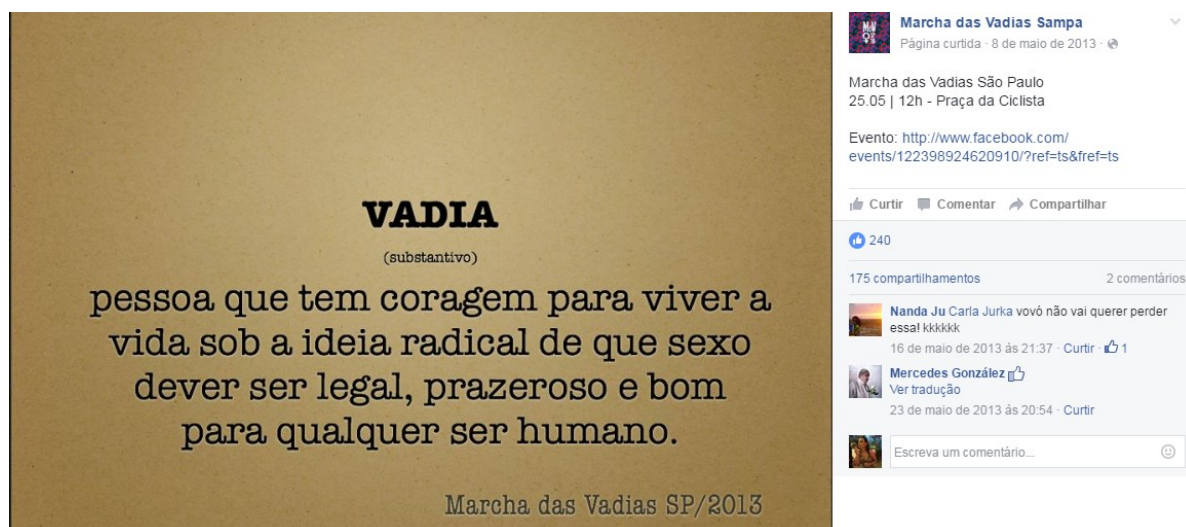 VADIA
(substantivo)
pessoa que tem coragem para viver a
vida sob a ideia radical de que sexo
dever ser legal, prazeroso e bom
para qualquer ser humano.
Marcha das Vadias SP/2013
Marcha das Vadias Sampa
Página curtida · 8 de maio de 2013 ·
Marcha das Vadias São Paulo
25.05 | 12h - Praça da Ciclista
Evento: http://www.facebook.com/
events/122398924620910/?ref=ts&fref=ts
Curtir Comentar Compartilhar
240
175 compartilhamentos 2 comentários
Nanda Ju Carla Jurka vovó não vai querer perder
essa! kkkkkk
16 de maio de 2013 às 21:37 · Curtir · 1
Mercedes González
Ver tradução
23 de maio de 2013 às 20:54 · Curtir
Escreva um comentário...